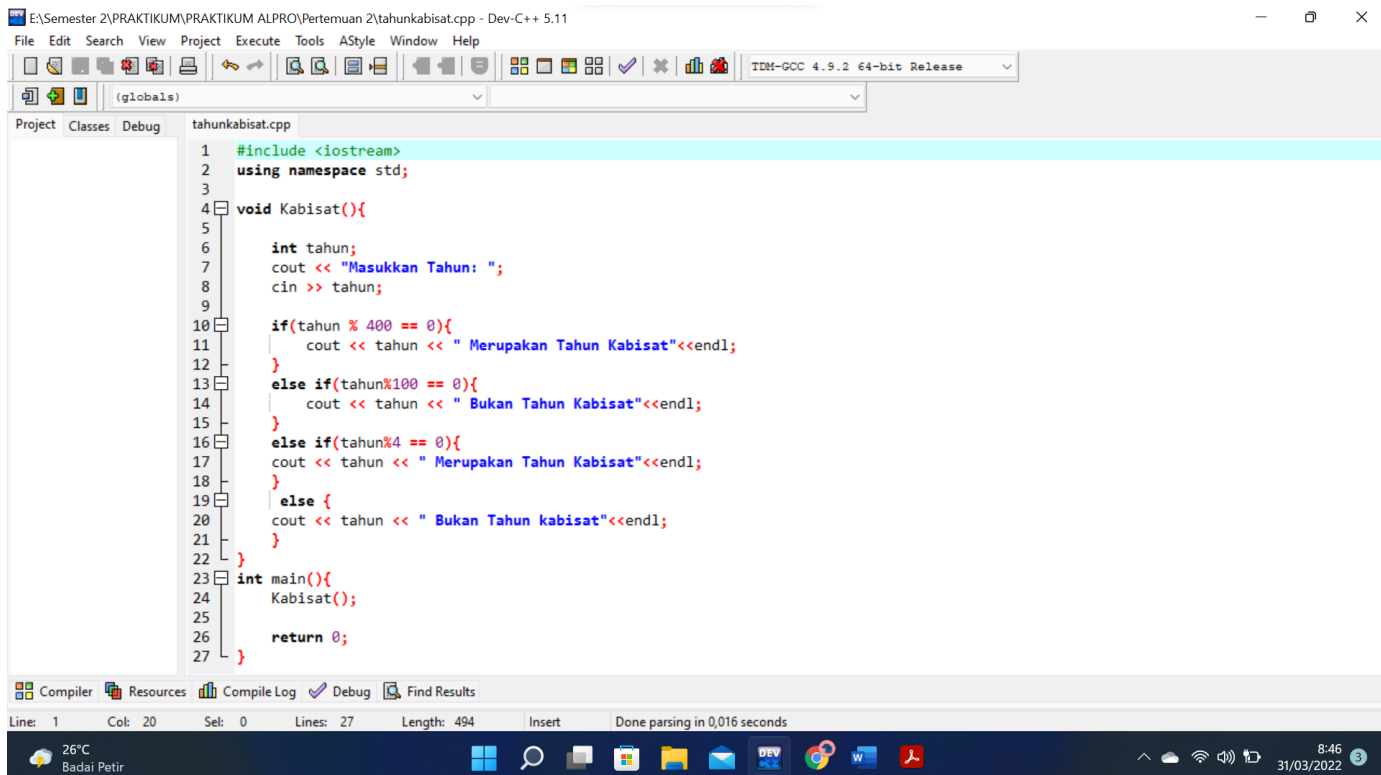 E:\Semester 2\PRAKTIKUM\PRAKTIKUM ALPRO\Pertemuan 2\tahunkabisat.cpp - Dev-C++ 5.11
File Edit Search View Project Execute Tools AStyle Window Help
TDM-GCC 4.9.2 64-bit Release
(globals)
Project Classes Debug tahunkabisat.cpp
1 #include <iostream>
2 using namespace std;
3
4 void Kabisat(){
5
6 int tahun;
7 cout << "Masukkan Tahun: ";
8 cin >> tahun;
9
10 if(tahun % 400 == 0){
11 cout << tahun << " Merupakan Tahun Kabisat"<<endl;
12 }
13 else if(tahun%100 == 0){
14 cout << tahun << " Bukan Tahun Kabisat"<<endl;
15 }
16 else if(tahun%4 == 0){
17 cout << tahun << " Merupakan Tahun Kabisat"<<endl;
18 }
19 else {
20 cout << tahun << " Bukan Tahun kabisat"<<endl;
21 }
22 }
23 int main(){
24 Kabisat();
25
26 return 0;
27 }
Compiler Resources Compile Log Debug Find Results
Line: 1 Col: 20 Sel: 0 Lines: 27 Length: 494 Insert Done parsing in 0,016 seconds
26°C
Badai Petir
DEV
W
8:46
31/03/2022
3